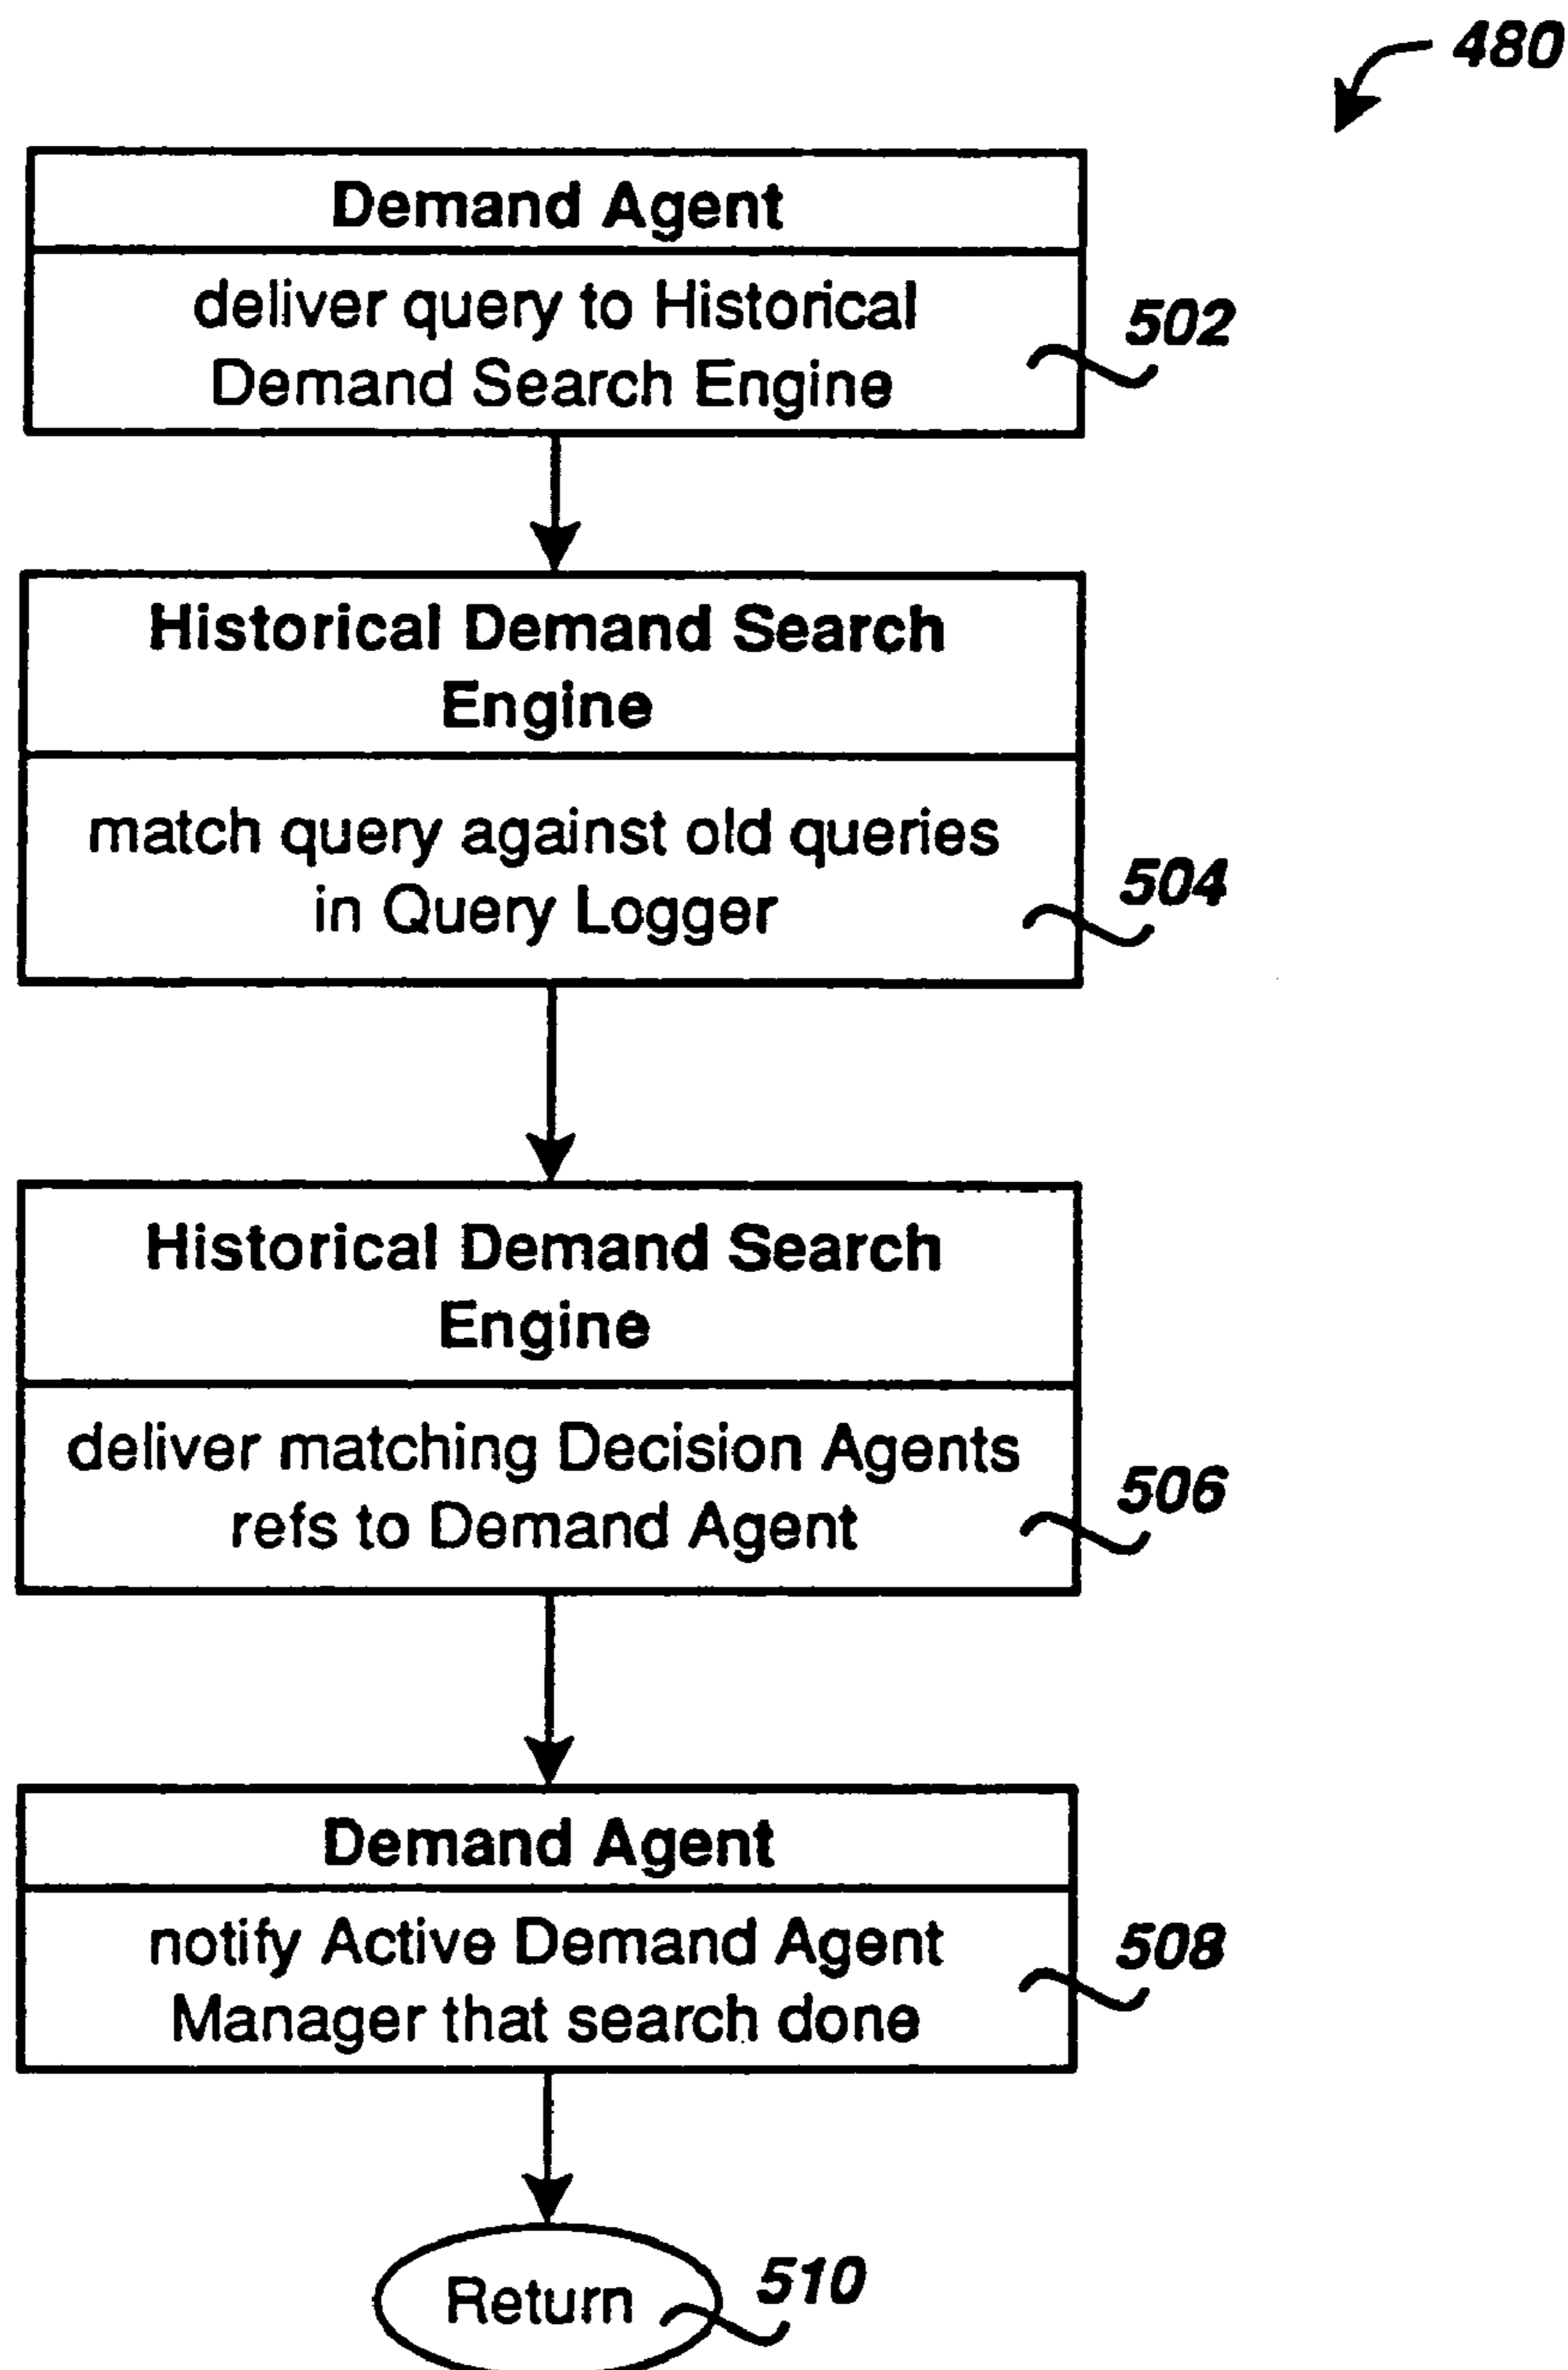 480
Demand Agent
deliver query to Historical
Demand Search Engine
502
Historical Demand Search
Engine
match query against old queries
in Query Logger
504
Historical Demand Search
Engine
deliver matching Decision Agents
refs to Demand Agent
506
Demand Agent
notify Active Demand Agent
Manager that search done
508
Return
510